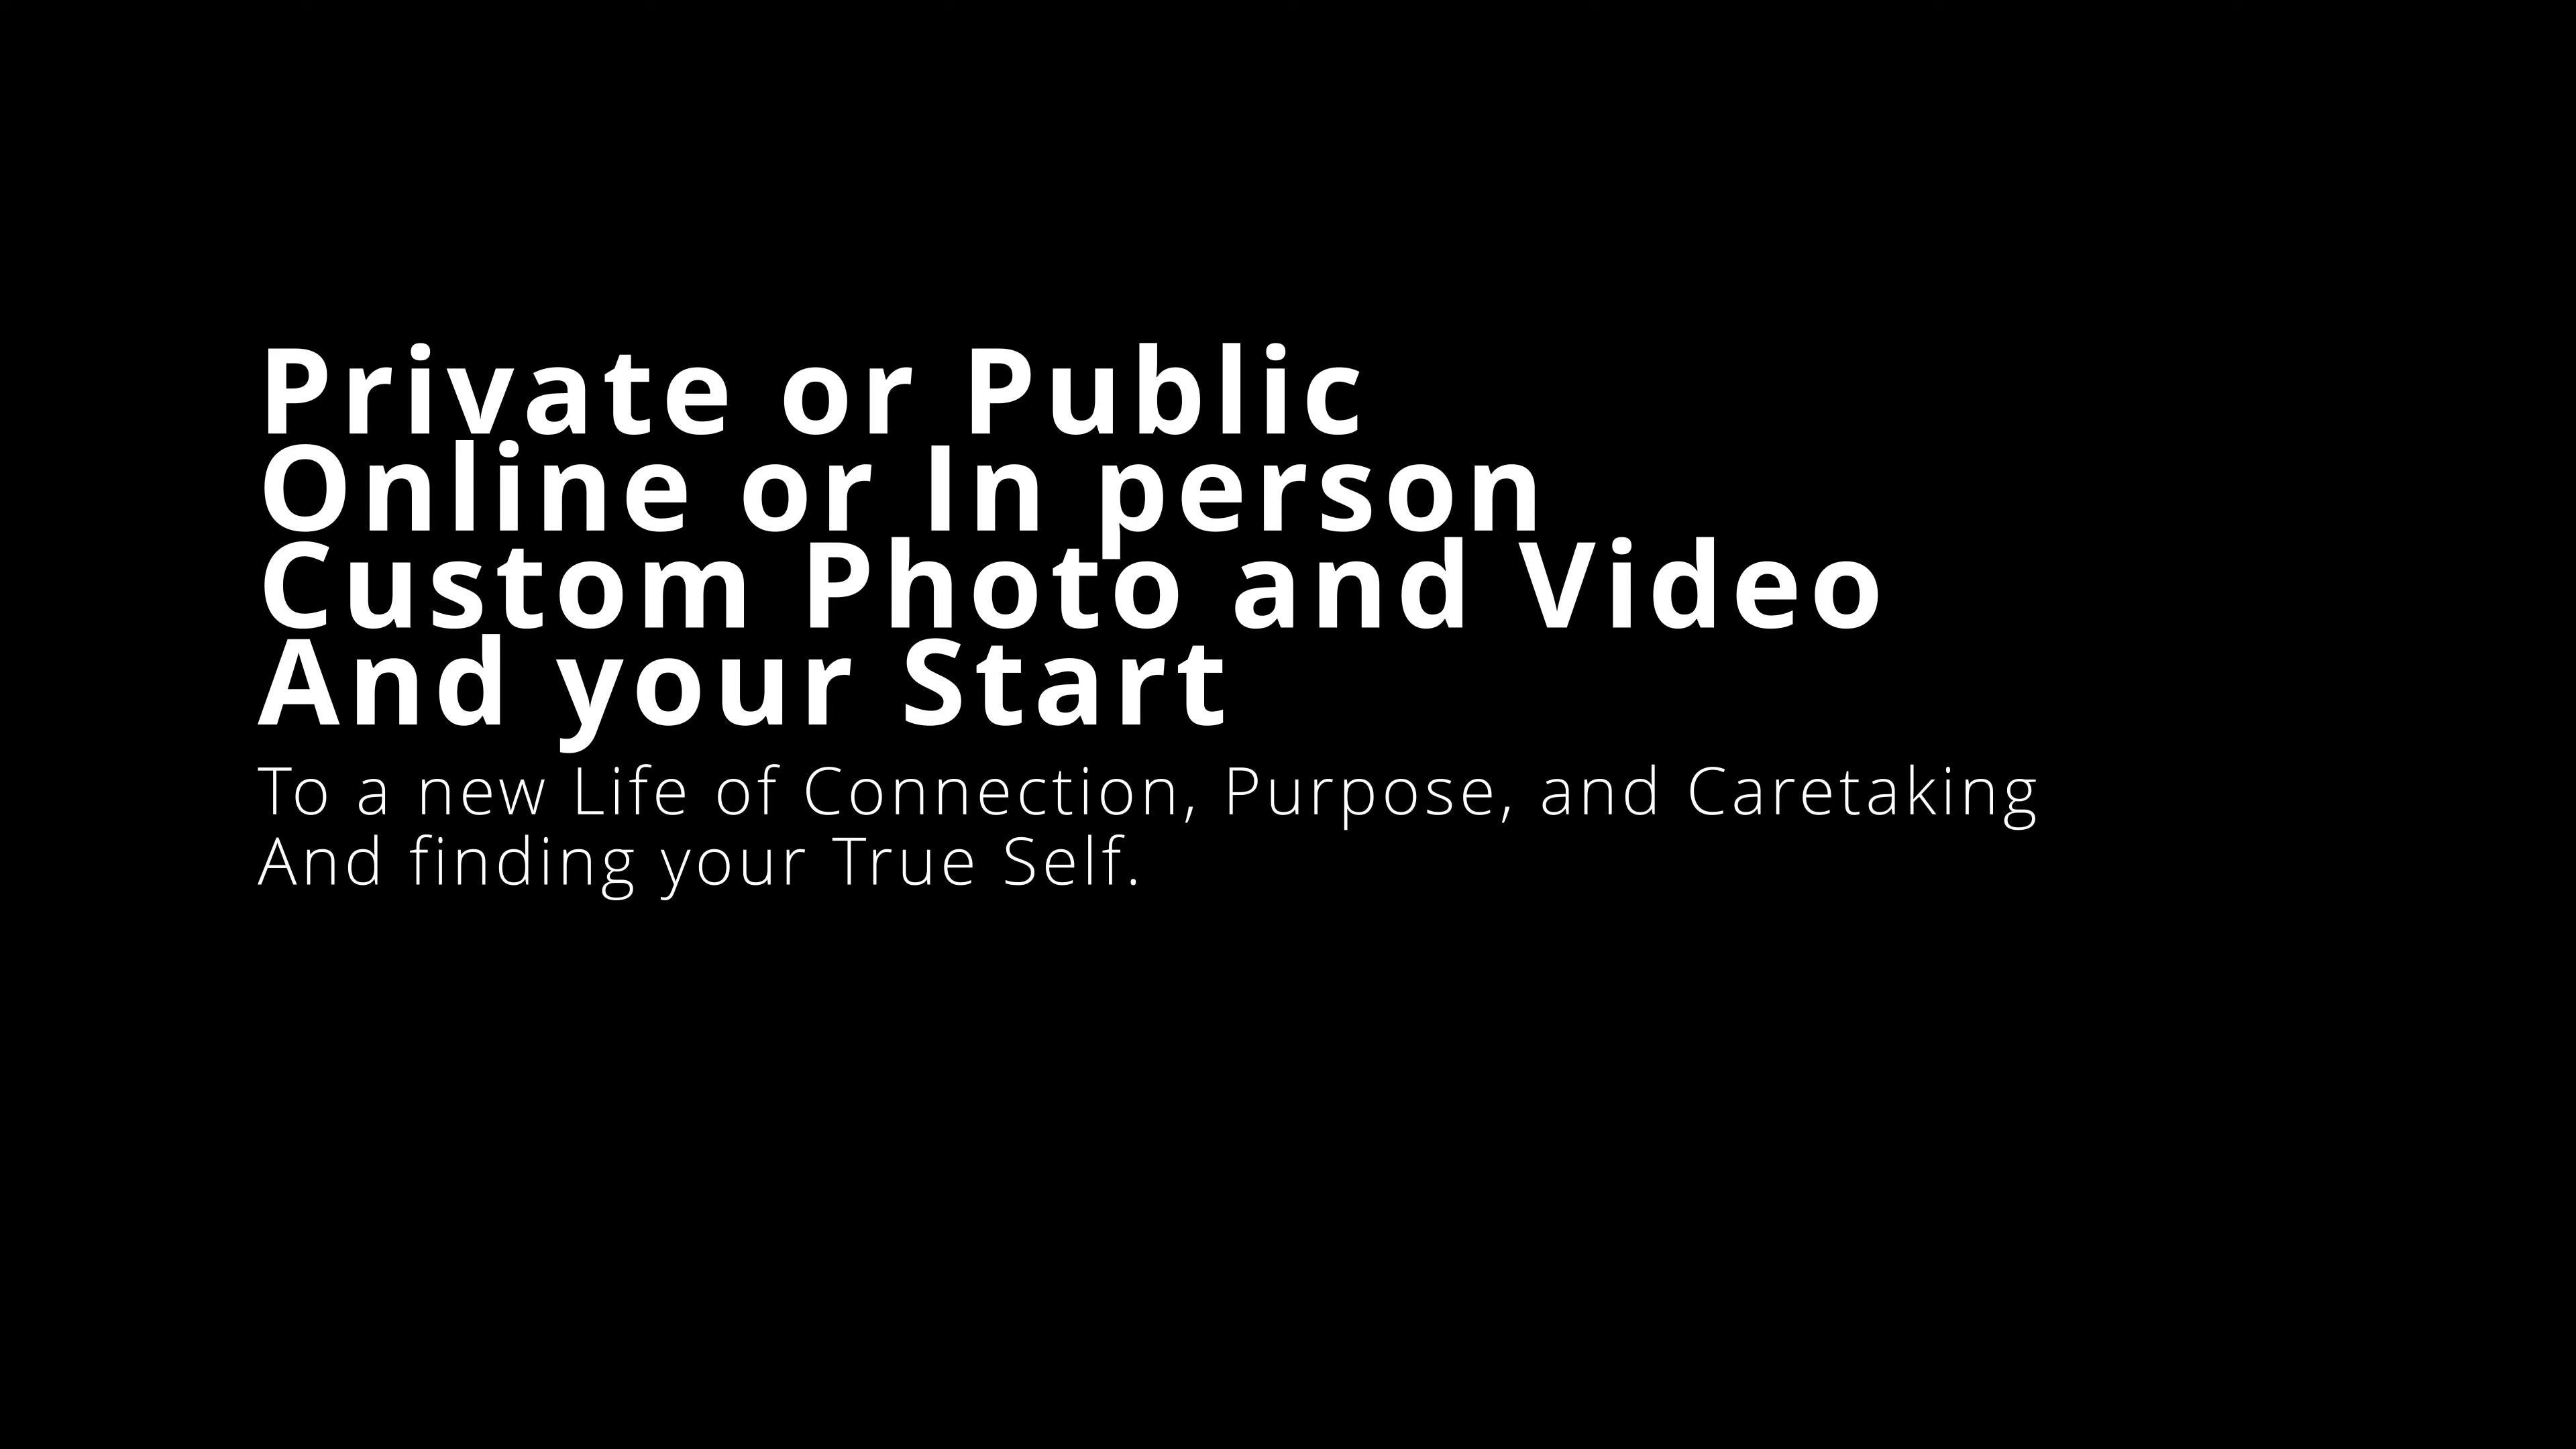 Private or Public
Online or In person
Custom Photo and Video
And your Start
To a new Life of Connection, Purpose, and Caretaking
And finding your True Self.